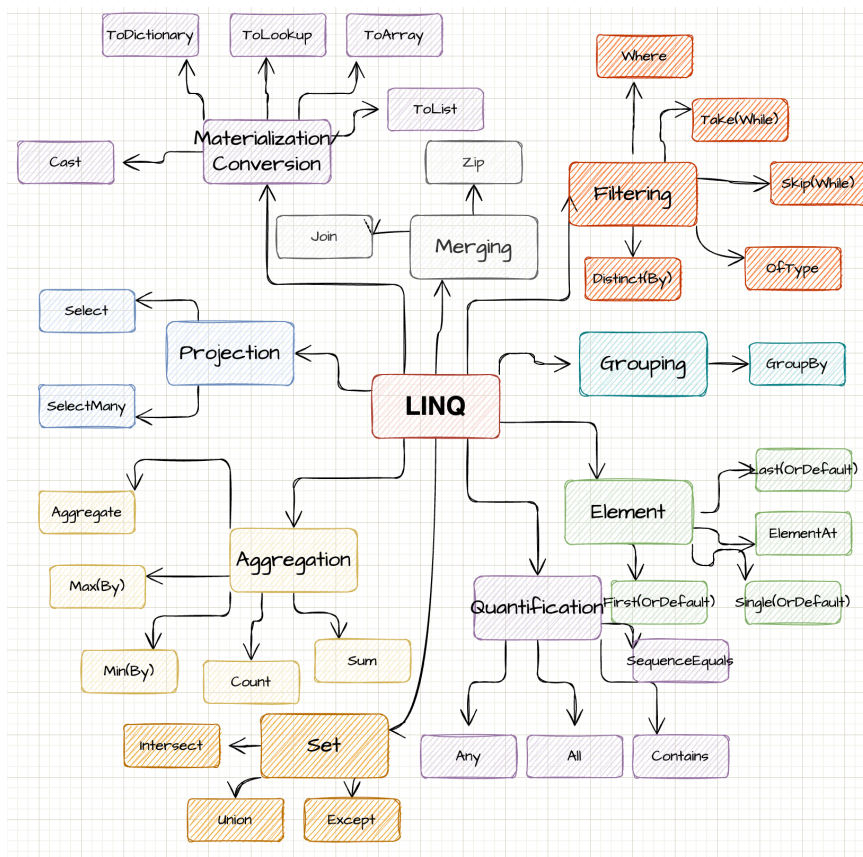 ToDictionary
ToLookup
ToArray
Where
ToList
Take(While)
Materialization/
Conversion
Cast
Zip
Filtering
Skip(While)
Join
Merging
Distinct(By)
OfType
Select
Projection
Grouping
GroupBy
SelectMany
LINQ
Last(OrDefault)
Aggregate
Element
ElementAt
Aggregation
Max(By)
Quantification
First(OrDefault)
Single(OrDefault)
Min(By)
Count
Sum
SequenceEquals
Intersect
Set
Any
All
Contains
Union
Except